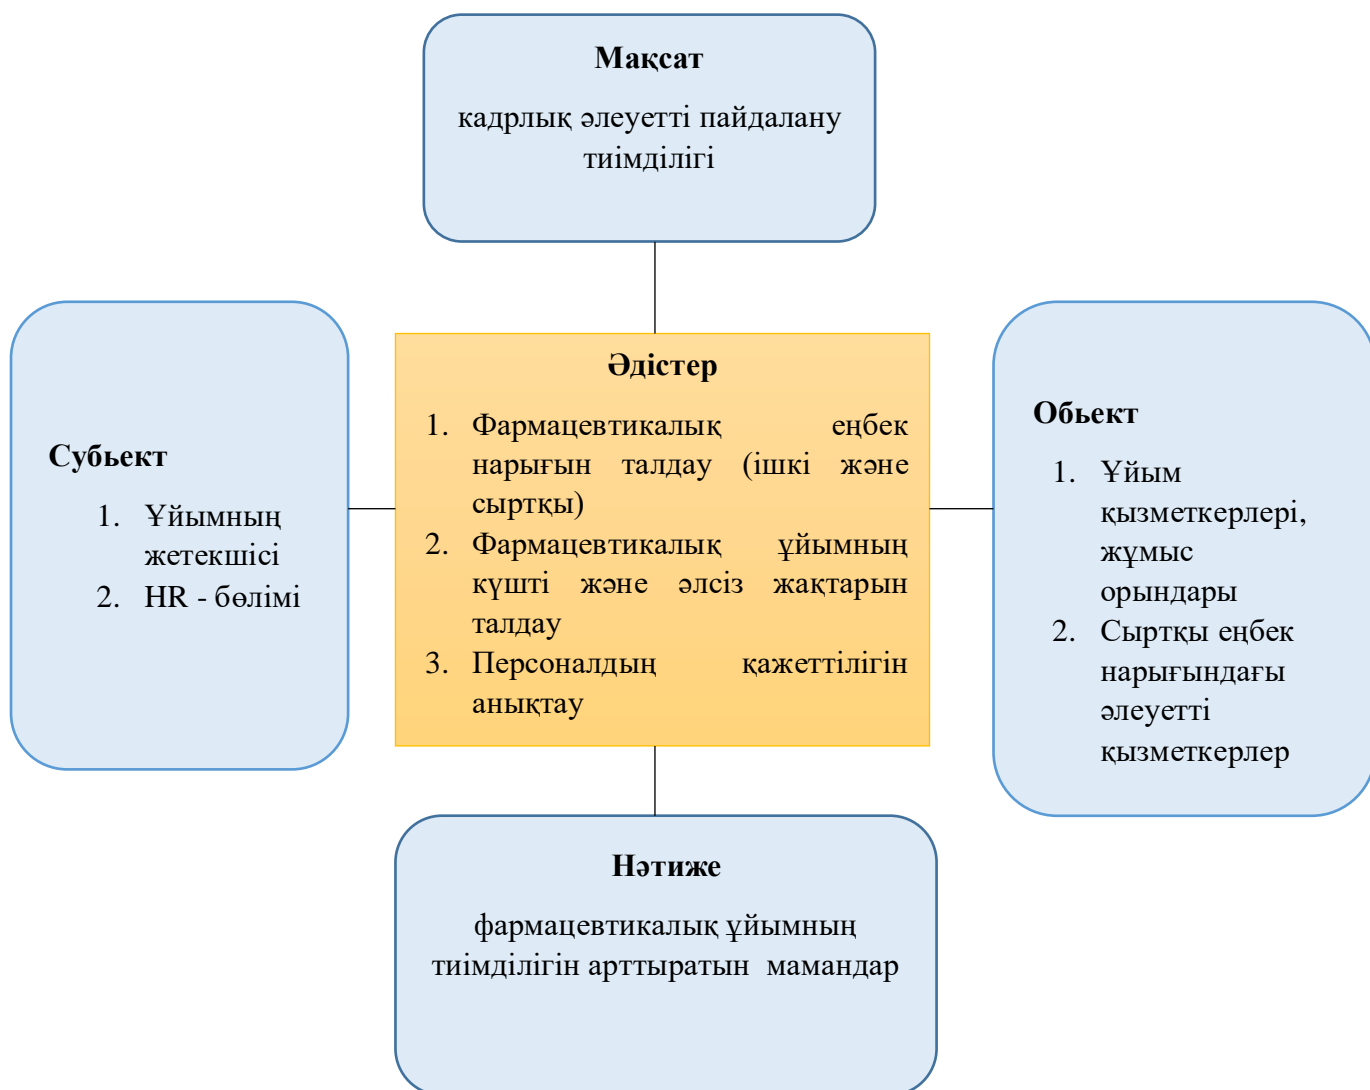 Мақсат
кадрлық әлеуетті пайдалану
тиімділігі
Субьект
1. Ұйымның
жетекшісі
2. HR - бөлімі
Әдістер
1. Фармацевтикалық еңбек
нарығын талдау (ішкі және
сыртқы)
2. Фармацевтикалық ұйымның
күшті және әлсіз жақтарын
талдау
3. Персоналдың қажеттілігін
анықтау
Обьект
1. Ұйым
қызметкерлері,
жұмыс
орындары
2. Сыртқы еңбек
нарығындағы
әлеуетті
қызметкерлер
Нәтиже
фармацевтикалық ұйымның
тиімділігін арттыратын мамандар